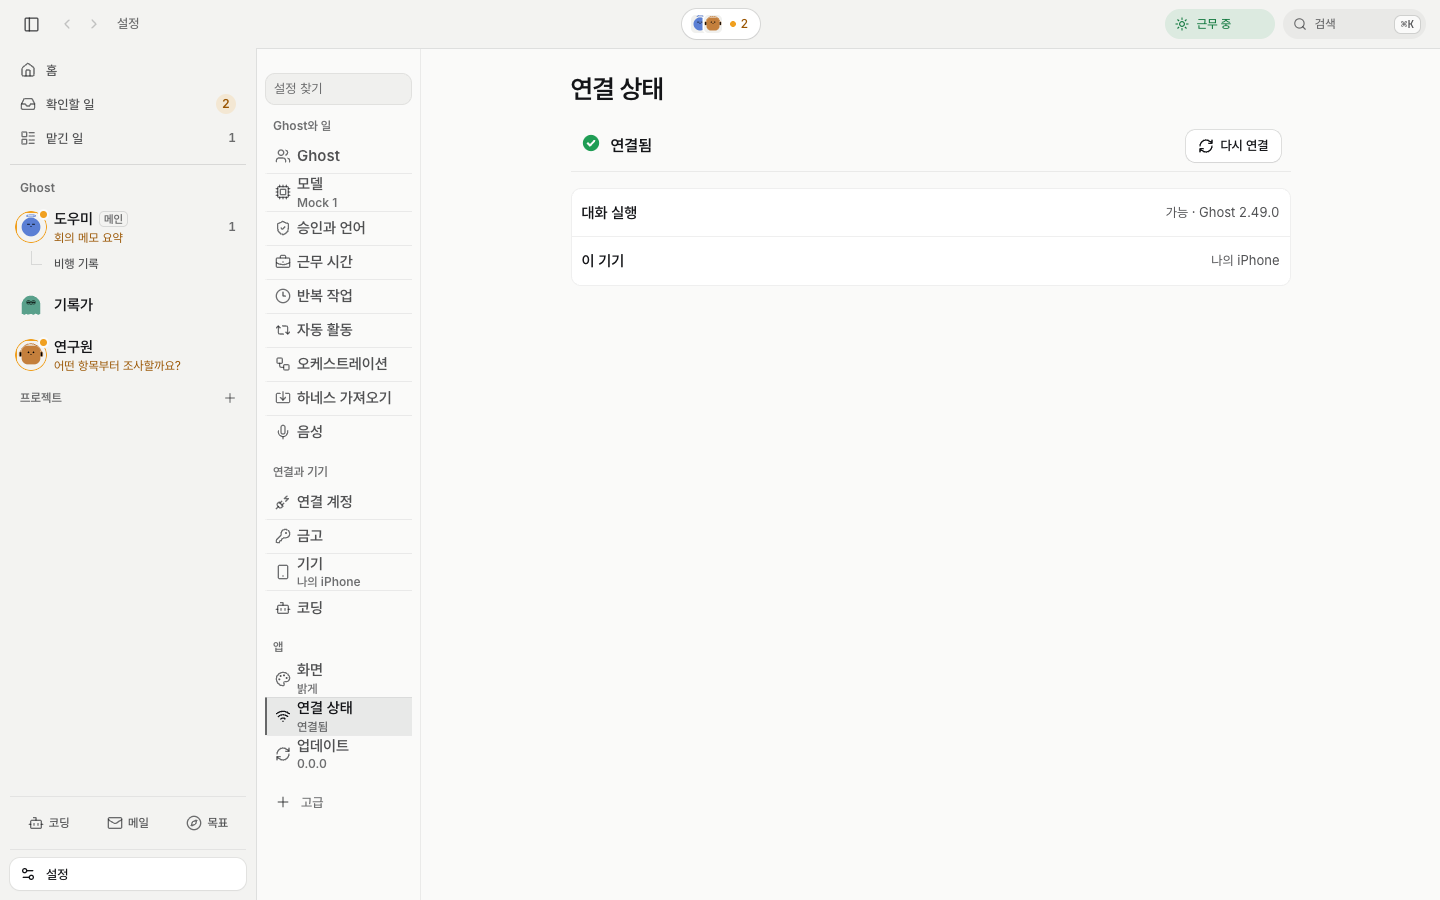 설정
2
근무 중
검색
⌘K
홈
확인할 일
2
맡긴 일
1
Ghost
도우미
메인
회의 메모 요약
1
비행 기록
기록가
연구원
어떤 항목부터 조사할까요?
프로젝트
코딩
메일
목표
설정
설정 찾기
Ghost와 일
Ghost
모델
Mock 1
승인과 언어
근무 시간
반복 작업
자동 활동
오케스트레이션
하네스 가져오기
음성
연결과 기기
연결 계정
금고
기기
나의 iPhone
코딩
앱
화면
밝게
연결 상태
연결됨
업데이트
0.0.0
고급
연결 상태
연결됨
다시 연결
대화 실행
가능 · Ghost 2.49.0
이 기기
나의 iPhone